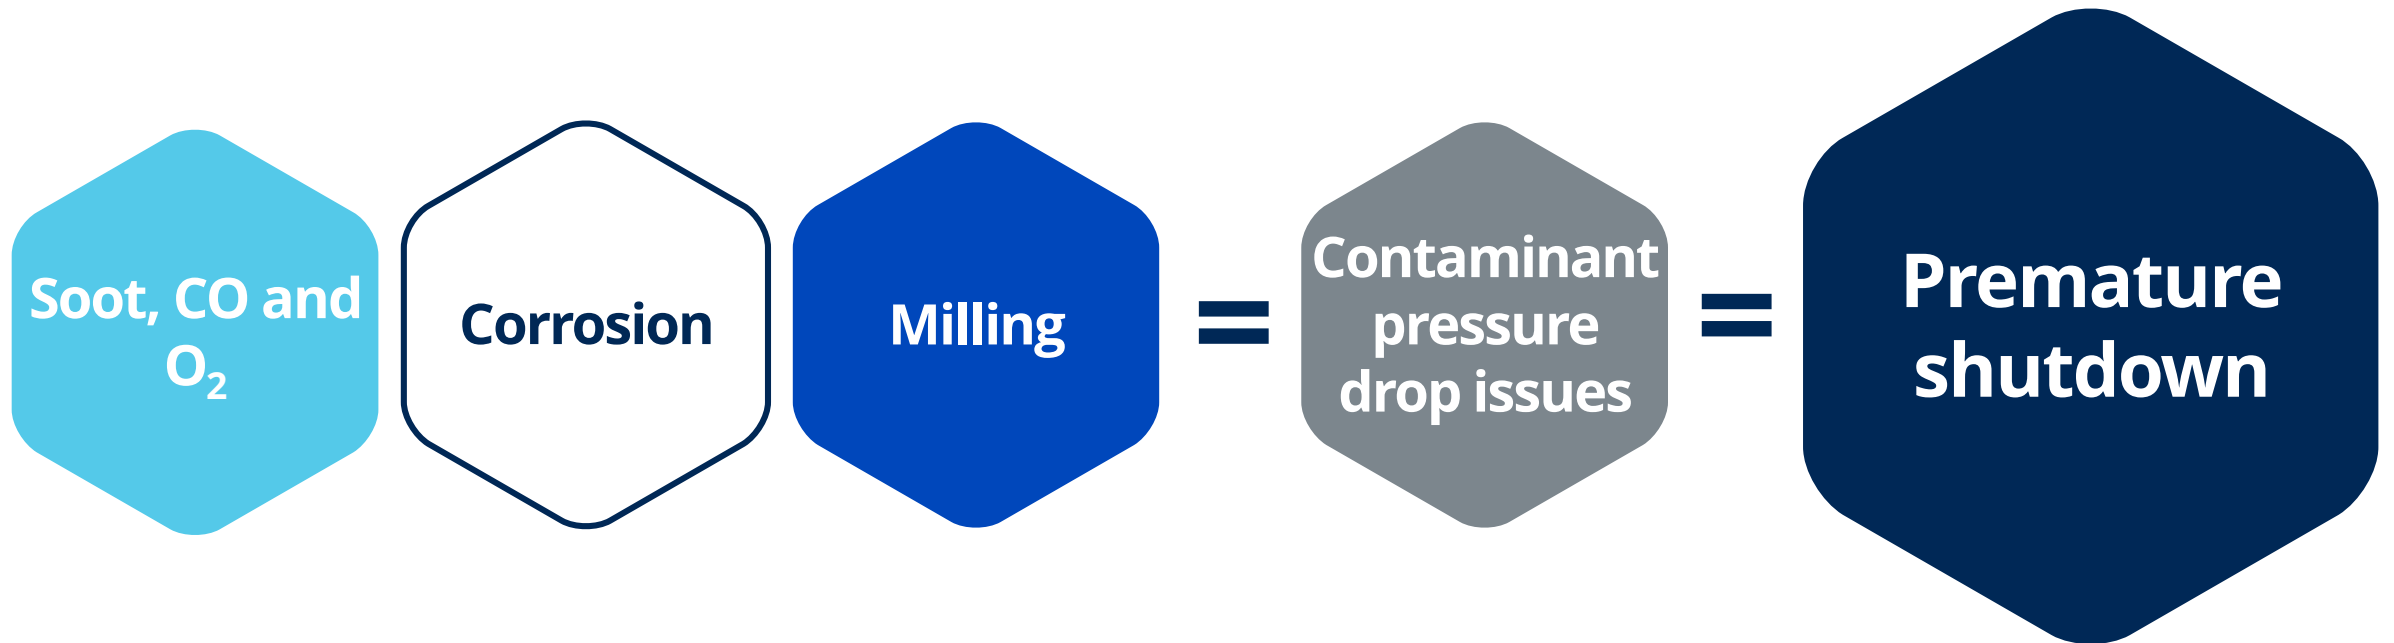 Soot, CO and
O₂
Corrosion
Milling
=
Contaminant
pressure
drop issues
=
Premature
shutdown